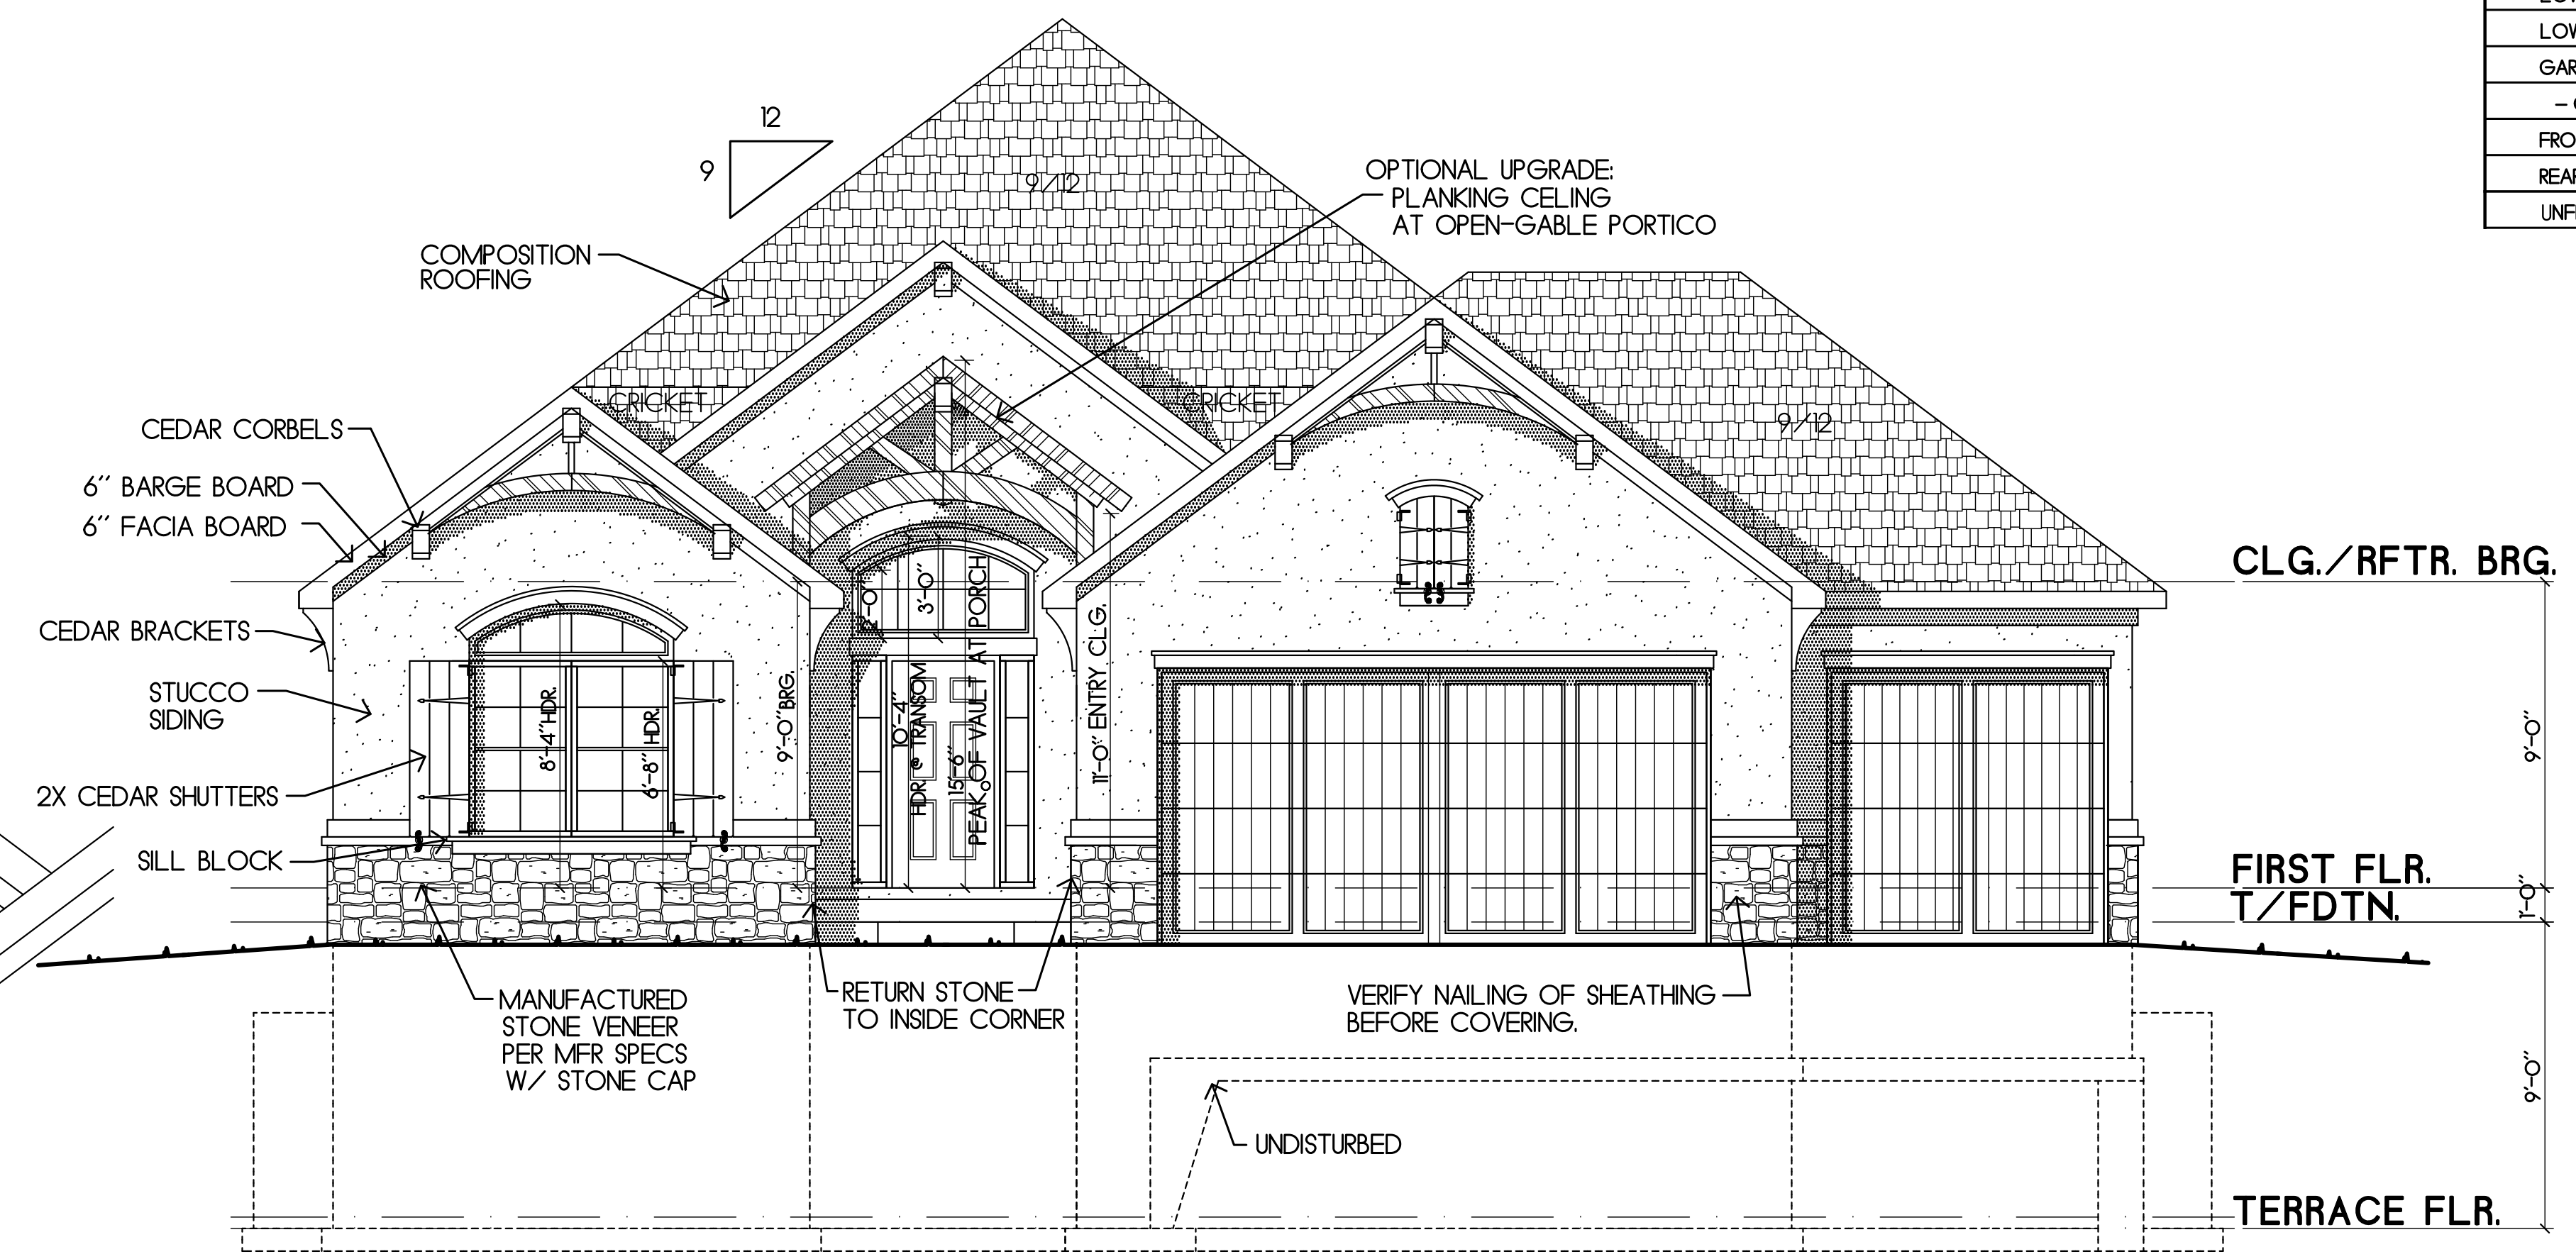 12
9
9/12
OPTIONAL UPGRADE:
PLANKING CELING
AT OPEN-GABLE PORTICO
COMPOSITION
ROOFING
CRICKET
CRICKET
9/12
CEDAR CORBELS
6" BARGE BOARD
6" FACIA BOARD
CEDAR BRACKETS
STUCCO
SIDING
2X CEDAR SHUTTERS
SILL BLOCK
8'-4" HDR.
6'-8" HDR.
9'-0" BRG.
3'-0"
10'-4"
HDR. @ TRANSOM
15'-6"
PEAK OF VAULT AT PORCH
11'-0" ENTRY CLG.
CLG./RFTR. BRG.
9'-0"
FIRST FLR.
T/FDTN.
1'-0"
9'-0"
TERRACE FLR.
MANUFACTURED
STONE VENEER
PER MFR SPECS
W/ STONE CAP
RETURN STONE
TO INSIDE CORNER
VERIFY NAILING OF SHEATHING
BEFORE COVERING.
UNDISTURBED
LOW
GAR
FRO
REAR
UNF